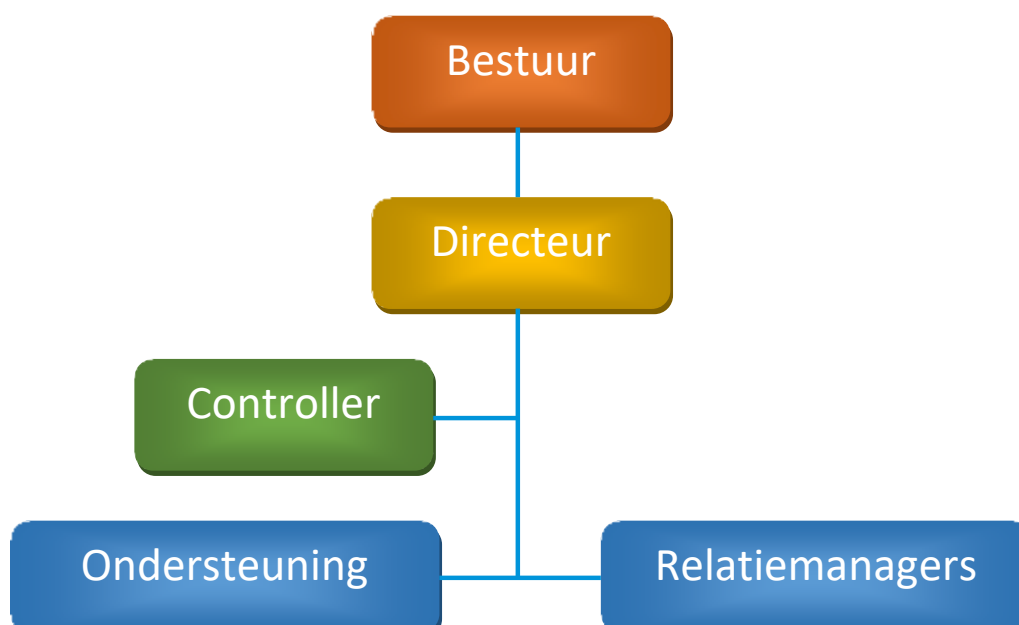 Bestuur
Directeur
Controller
Ondersteuning
Relatiemanagers